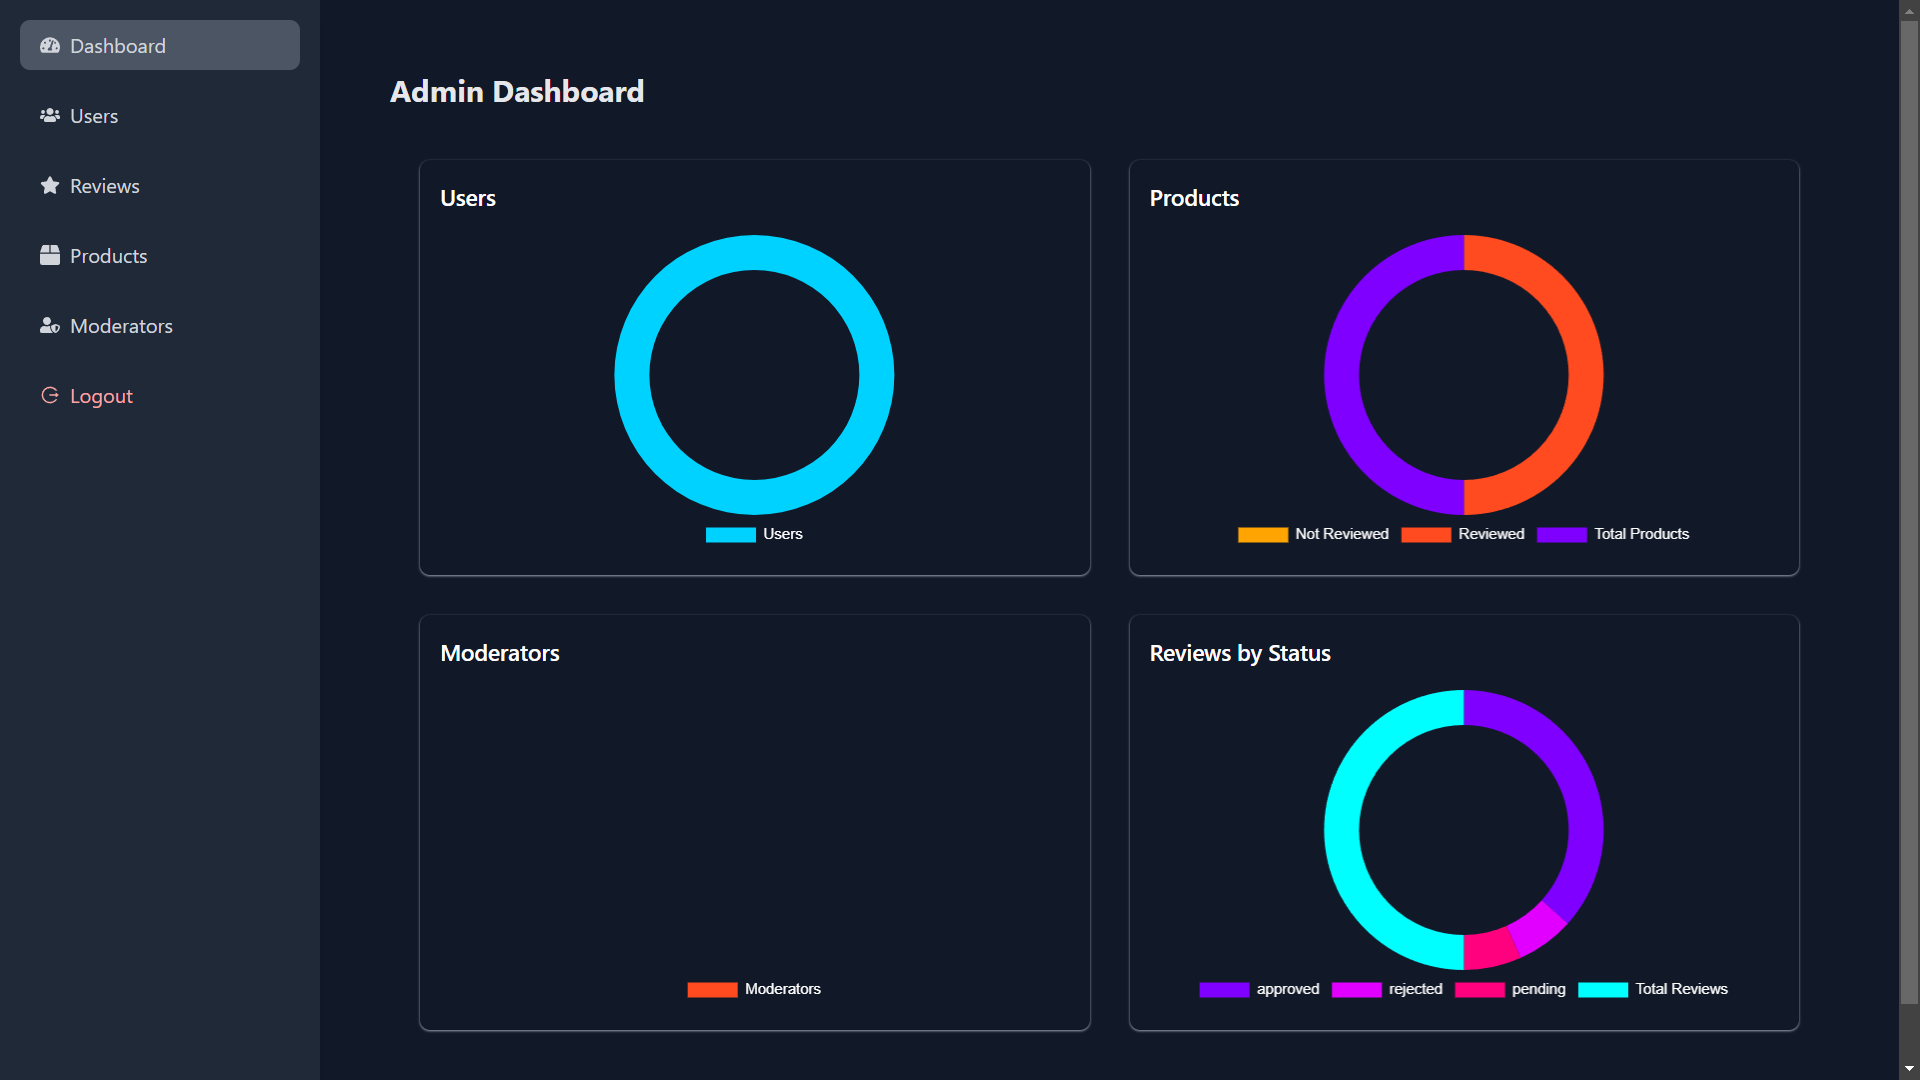 Dashboard
Users
Reviews
Products
Moderators
Logout
Admin Dashboard
Users
Users
Products
Not Reviewed Reviewed Total Products
Moderators
Moderators
Reviews by Status
approved rejected pending Total Reviews